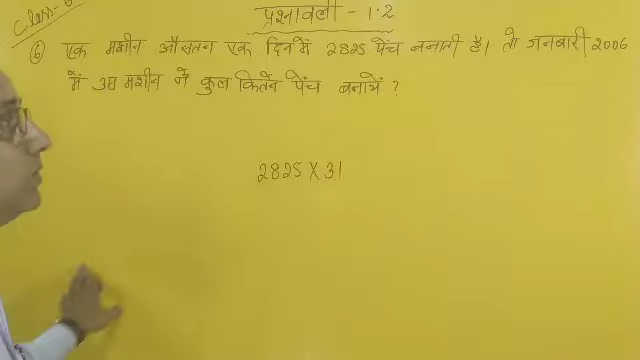 Class-6
प्रश्नावली - 1.2
⑥ एक मशीन औसतन एक दिन में 2825 पेंच बनाती है। तो जनबरी 2006
में उस मशीन ने कुल कितने पेंच बनाये ?
2825 X 31